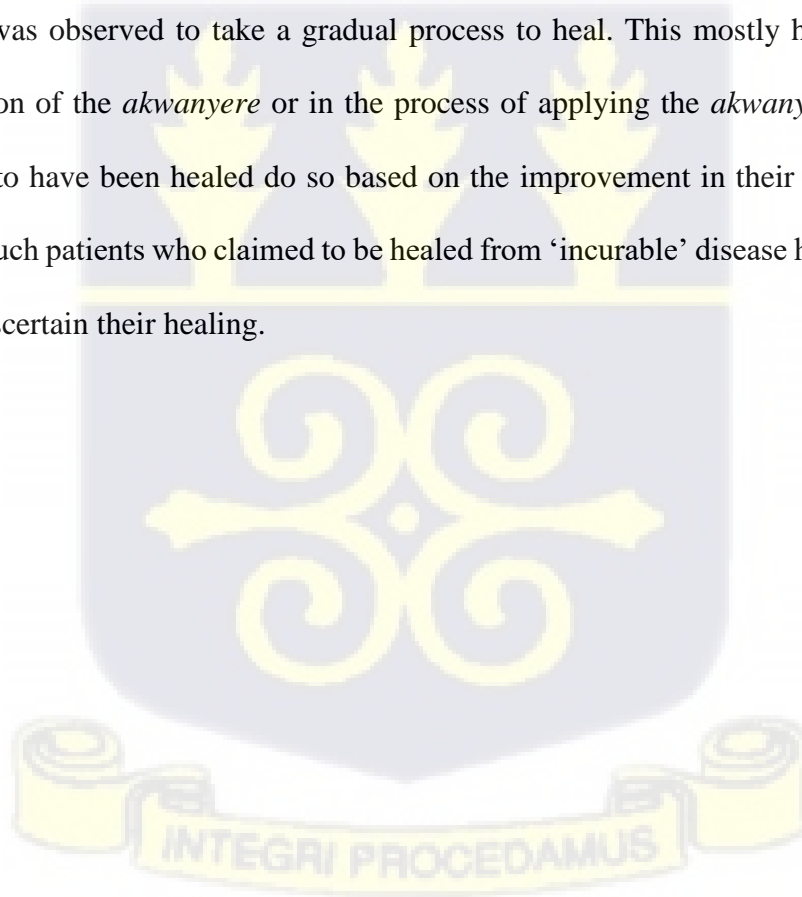 was observed to take a gradual process to heal. This mostly h
on of the akwanyere or in the process of applying the akwany
to have been healed do so based on the improvement in their
uch patients who claimed to be healed from ‘incurable’ disease h
scertain their healing.
INTEGRI PROCEDAMUS